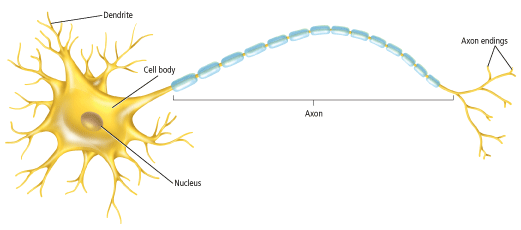 Dendrite
Axon endings
Cell body
Axon
Nucleus